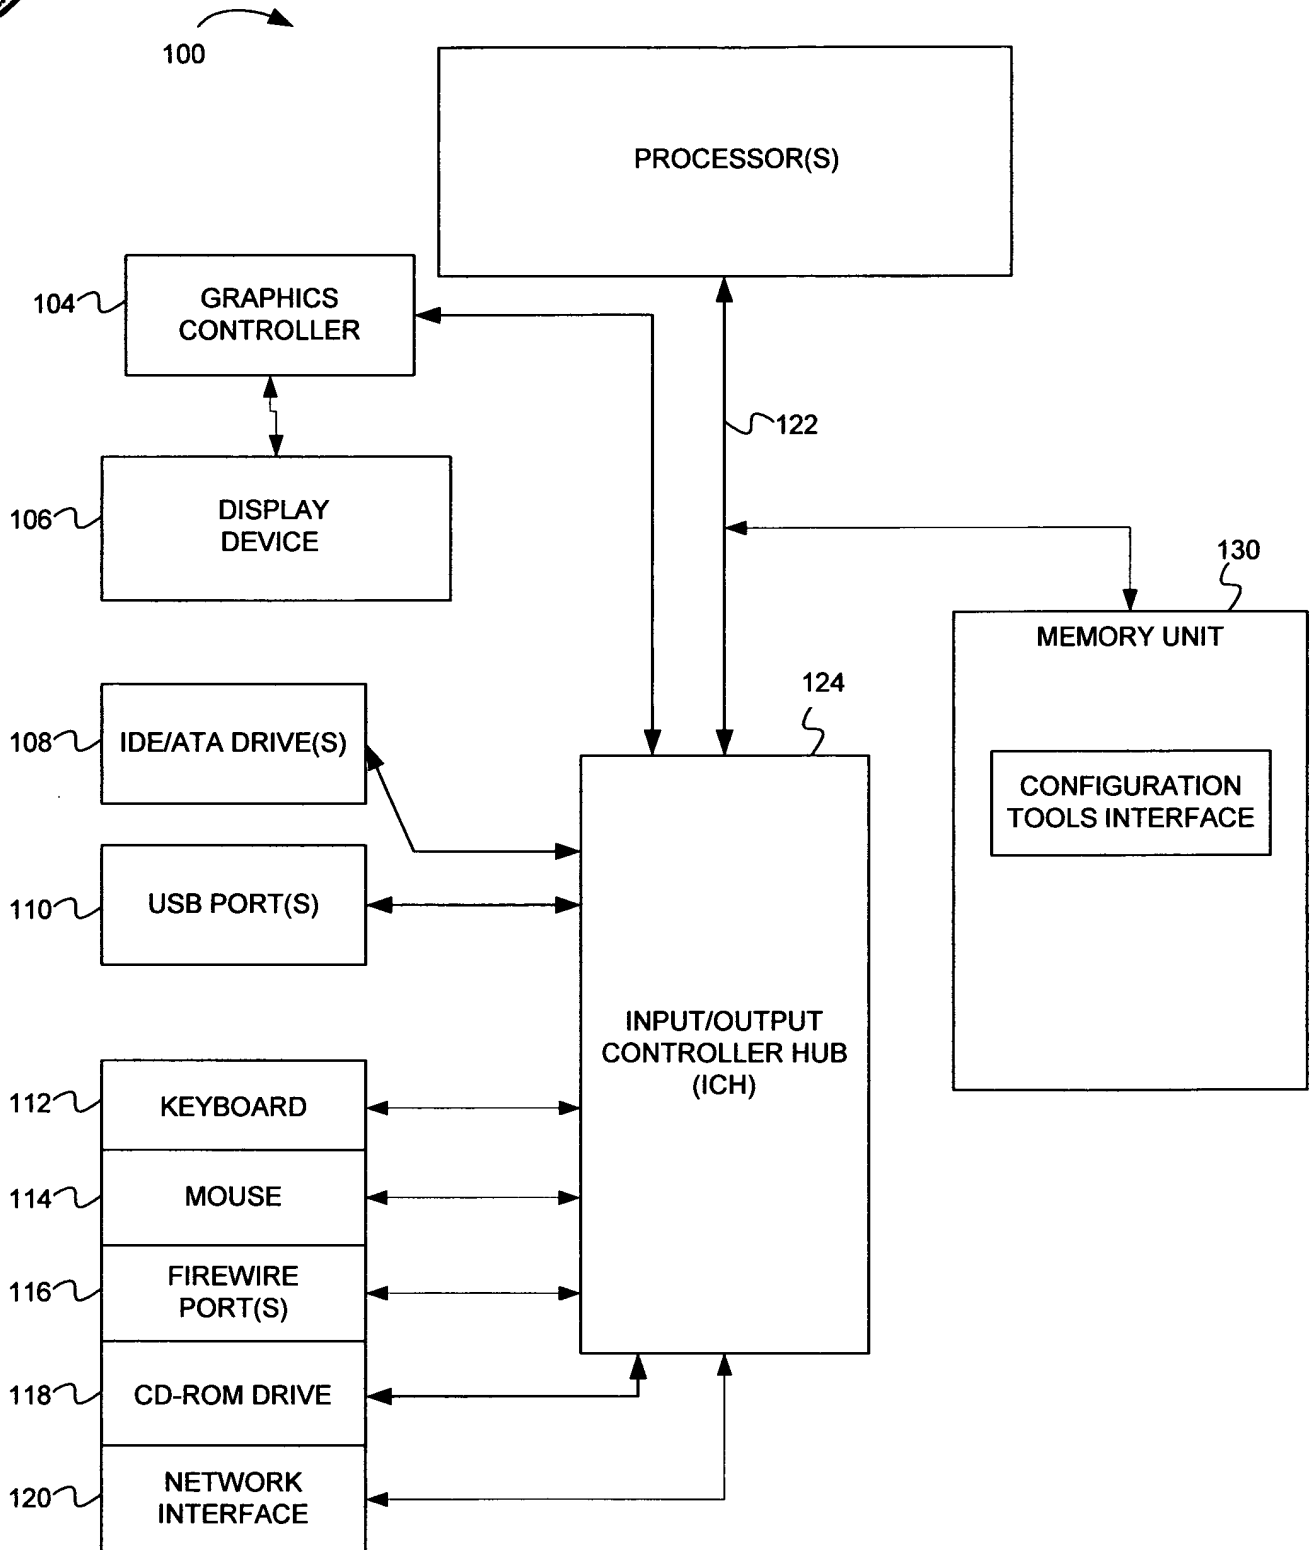 100
PROCESSOR(S)
104
GRAPHICS
CONTROLLER
122
106
DISPLAY
DEVICE
130
MEMORY UNIT
124
108
IDE/ATA DRIVE(S)
CONFIGURATION
TOOLS INTERFACE
110
USB PORT(S)
INPUT/OUTPUT
CONTROLLER HUB
(ICH)
112
KEYBOARD
114
MOUSE
116
FIREWIRE
PORT(S)
118
CD-ROM DRIVE
120
NETWORK
INTERFACE